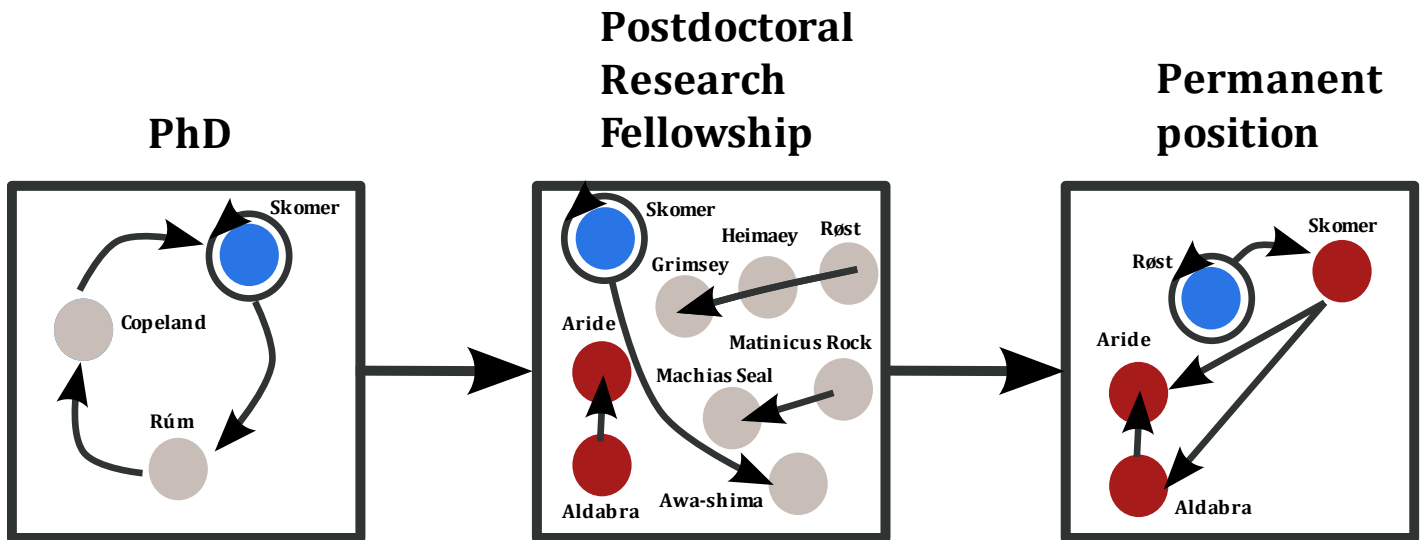 PhD
Skomer
Copeland
Rúm
Postdoctoral
Research
Fellowship
Skomer
Heimaey
Røst
Grimsey
Aride
Matinicus Rock
Machias Seal
Awa-shima
Aldabra
Permanent
position
Skomer
Røst
Aride
Aldabra